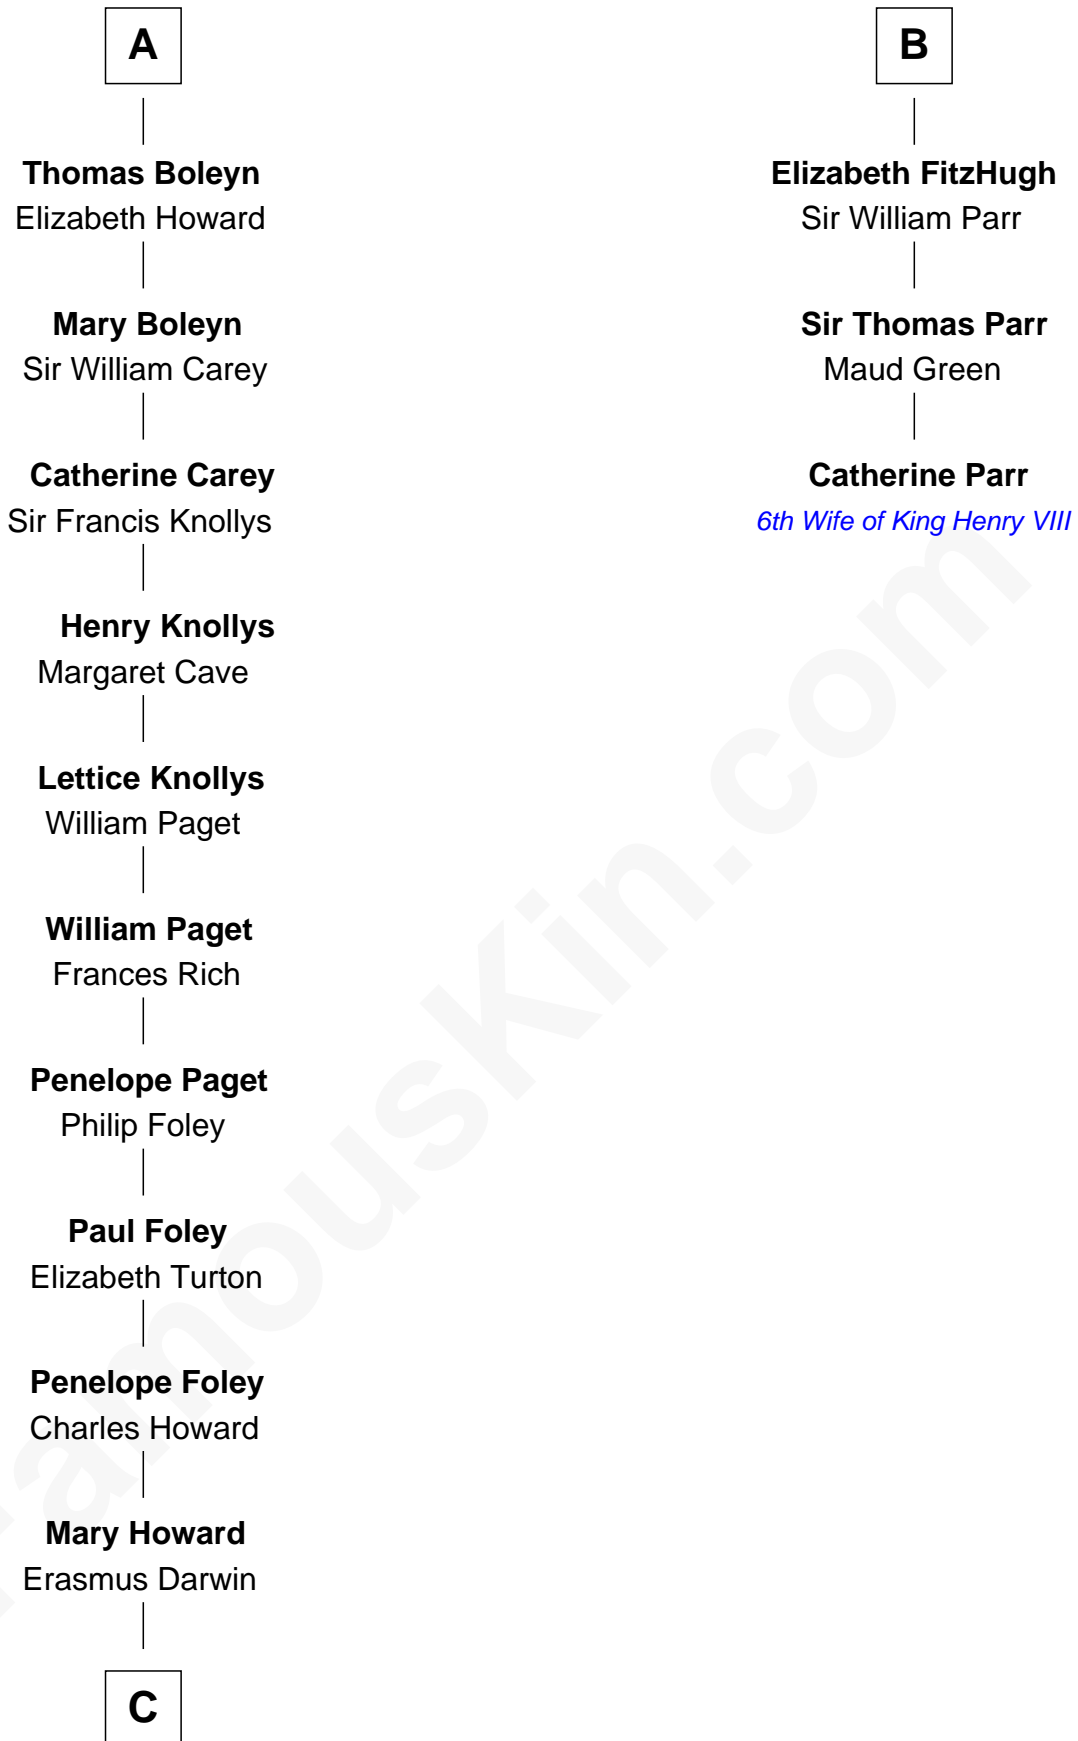 A
Thomas Boleyn
Elizabeth Howard
Mary Boleyn
Sir William Carey
Catherine Carey
Sir Francis Knollys
Henry Knollys
Margaret Cave
Lettice Knollys
William Paget
William Paget
Frances Rich
Penelope Paget
Philip Foley
Paul Foley
Elizabeth Turton
Penelope Foley
Charles Howard
Mary Howard
Erasmus Darwin
C
B
Elizabeth FitzHugh
Sir William Parr
Sir Thomas Parr
Maud Green
Catherine Parr
6th Wife of King Henry VIII
FamousKin.com